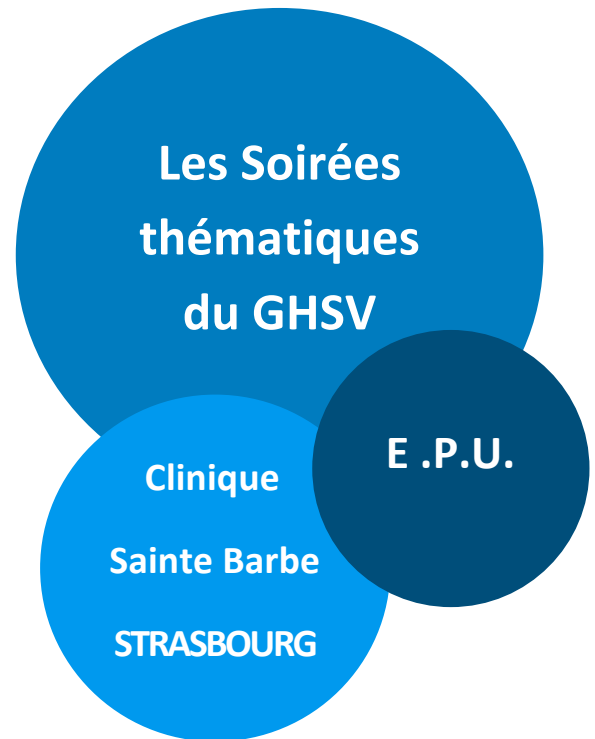 Les Soirées
thématiques
du GHSV
E .P.U.
Clinique
Sainte Barbe
STRASBOURG